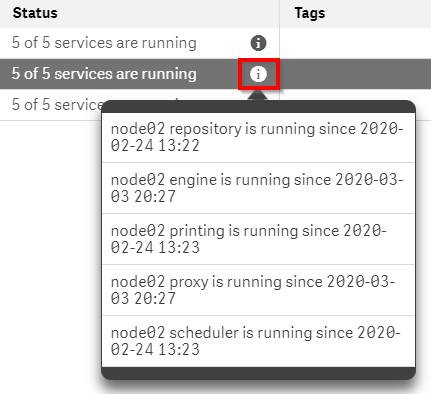 Status Tags
5 of 5 services are running
5 of 5 services are running
5 of 5 services
node02 repository is running since 2020-
02-24 13:22
node02 engine is running since 2020-03-
03 20:27
node02 printing is running since 2020-
02-24 13:23
node02 proxy is running since 2020-03-
03 20:27
node02 scheduler is running since 2020-
02-24 13:23